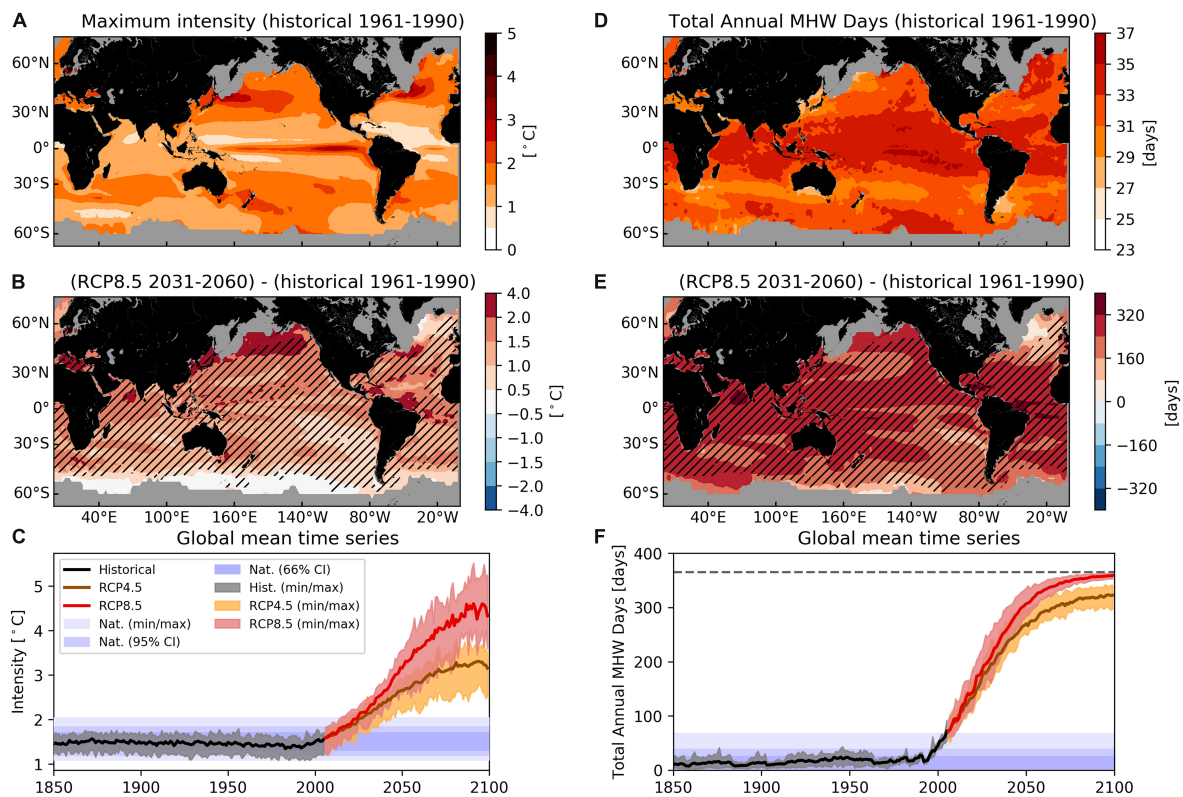 A
Maximum intensity (historical 1961-1990)
60°N
30°N
0°
30°S
60°S
5
4
3
2
1
0
[°C]
D
Total Annual MHW Days (historical 1961-1990)
60°N
30°N
0°
30°S
60°S
37
35
33
31
29
27
25
23
[days]
B
(RCP8.5 2031-2060) - (historical 1961-1990)
60°N
30°N
0°
30°S
60°S
40°E 100°E 160°E 140°W 80°W 20°W
4.0
2.0
1.5
1.0
0.5
−0.5
−1.0
−1.5
−2.0
−4.0
[°C]
E
(RCP8.5 2031-2060) - (historical 1961-1990)
60°N
30°N
0°
30°S
60°S
40°E 100°E 160°E 140°W 80°W 20°W
320
160
0
−160
−320
[days]
C
Global mean time series
Intensity [°C]
5
4
3
2
1
Historical
RCP4.5
RCP8.5
Nat. (min/max)
Nat. (95% CI)
Nat. (66% CI)
Hist. (min/max)
RCP4.5 (min/max)
RCP8.5 (min/max)
1850 1900 1950 2000 2050 2100
F
Global mean time series
Total Annual MHW Days [days]
400
300
200
100
0
1850 1900 1950 2000 2050 2100